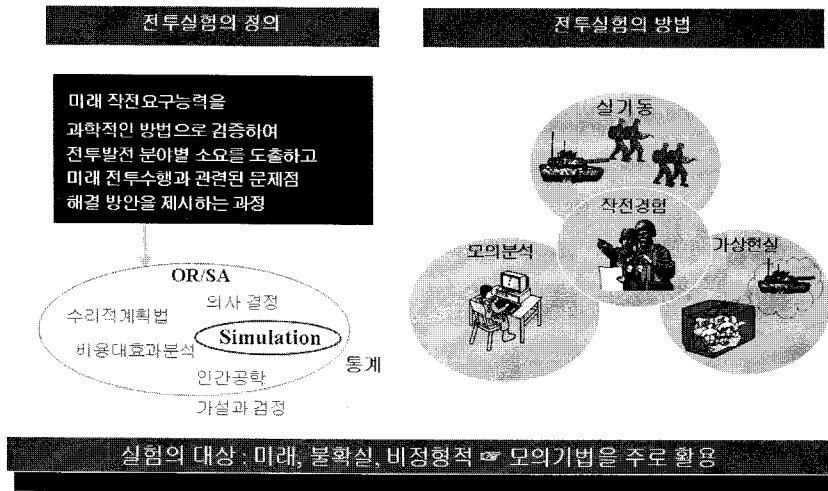 전투실험의 정의
미래 작전요구능력을
과학적인 방법으로 검증하여
전투발전 분야별 소요를 도출하고
미래 전투수행과 관련된 문제점
해결 방안을 제시하는 과정
OR/SA
의사 결정
수리적계획법
Simulation
비용대효과분석
통계
인간공학
가설과 검정
전투실험의 방법
실기동
작전경험
모의분석
가상현실
실험의 대상 : 미래, 불확실, 비정형적 ☞ 모의기법을 주로 활용